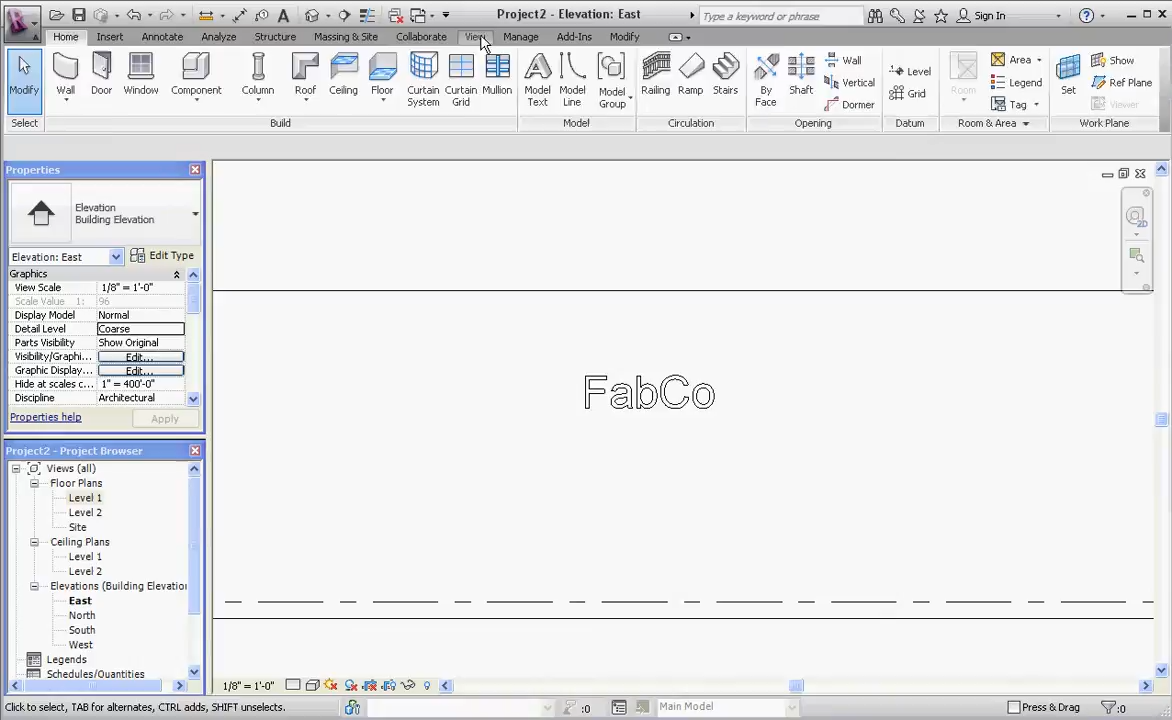 Project2 - Elevation: East
Type a keyword or phrase
Sign In
Home Insert Annotate Analyze Structure Massing & Site Collaborate View Manage Add-Ins Modify
Modify Wall Door Window Component Column Roof Ceiling Floor Curtain System Curtain Grid Mullion Model Text Model Line Model Group Railing Ramp Stairs By Face Shaft Wall Vertical Dormer Level Grid Room Area Legend Tag Set Show Ref Plane Viewer
Select Build Model Circulation Opening Datum Room & Area Work Plane
Properties
Elevation
Building Elevation
Elevation: East Edit Type
Graphics
View Scale 1/8" = 1'-0"
Scale Value 1: 96
Display Model Normal
Detail Level Coarse
Parts Visibility Show Original
Visibility/Graphi... Edit...
Graphic Display... Edit...
Hide at scales c... 1" = 400'-0"
Discipline Architectural
Properties help Apply
Project2 - Project Browser
Views (all)
Floor Plans
Level 1
Level 2
Site
Ceiling Plans
Level 1
Level 2
Elevations (Building Elevation
East
North
South
West
Legends
Schedules/Quantities
FabCo
2D
1/8" = 1'-0"
Click to select, TAB for alternates, CTRL adds, SHIFT unselects.
:0
Main Model
Press & Drag
:0